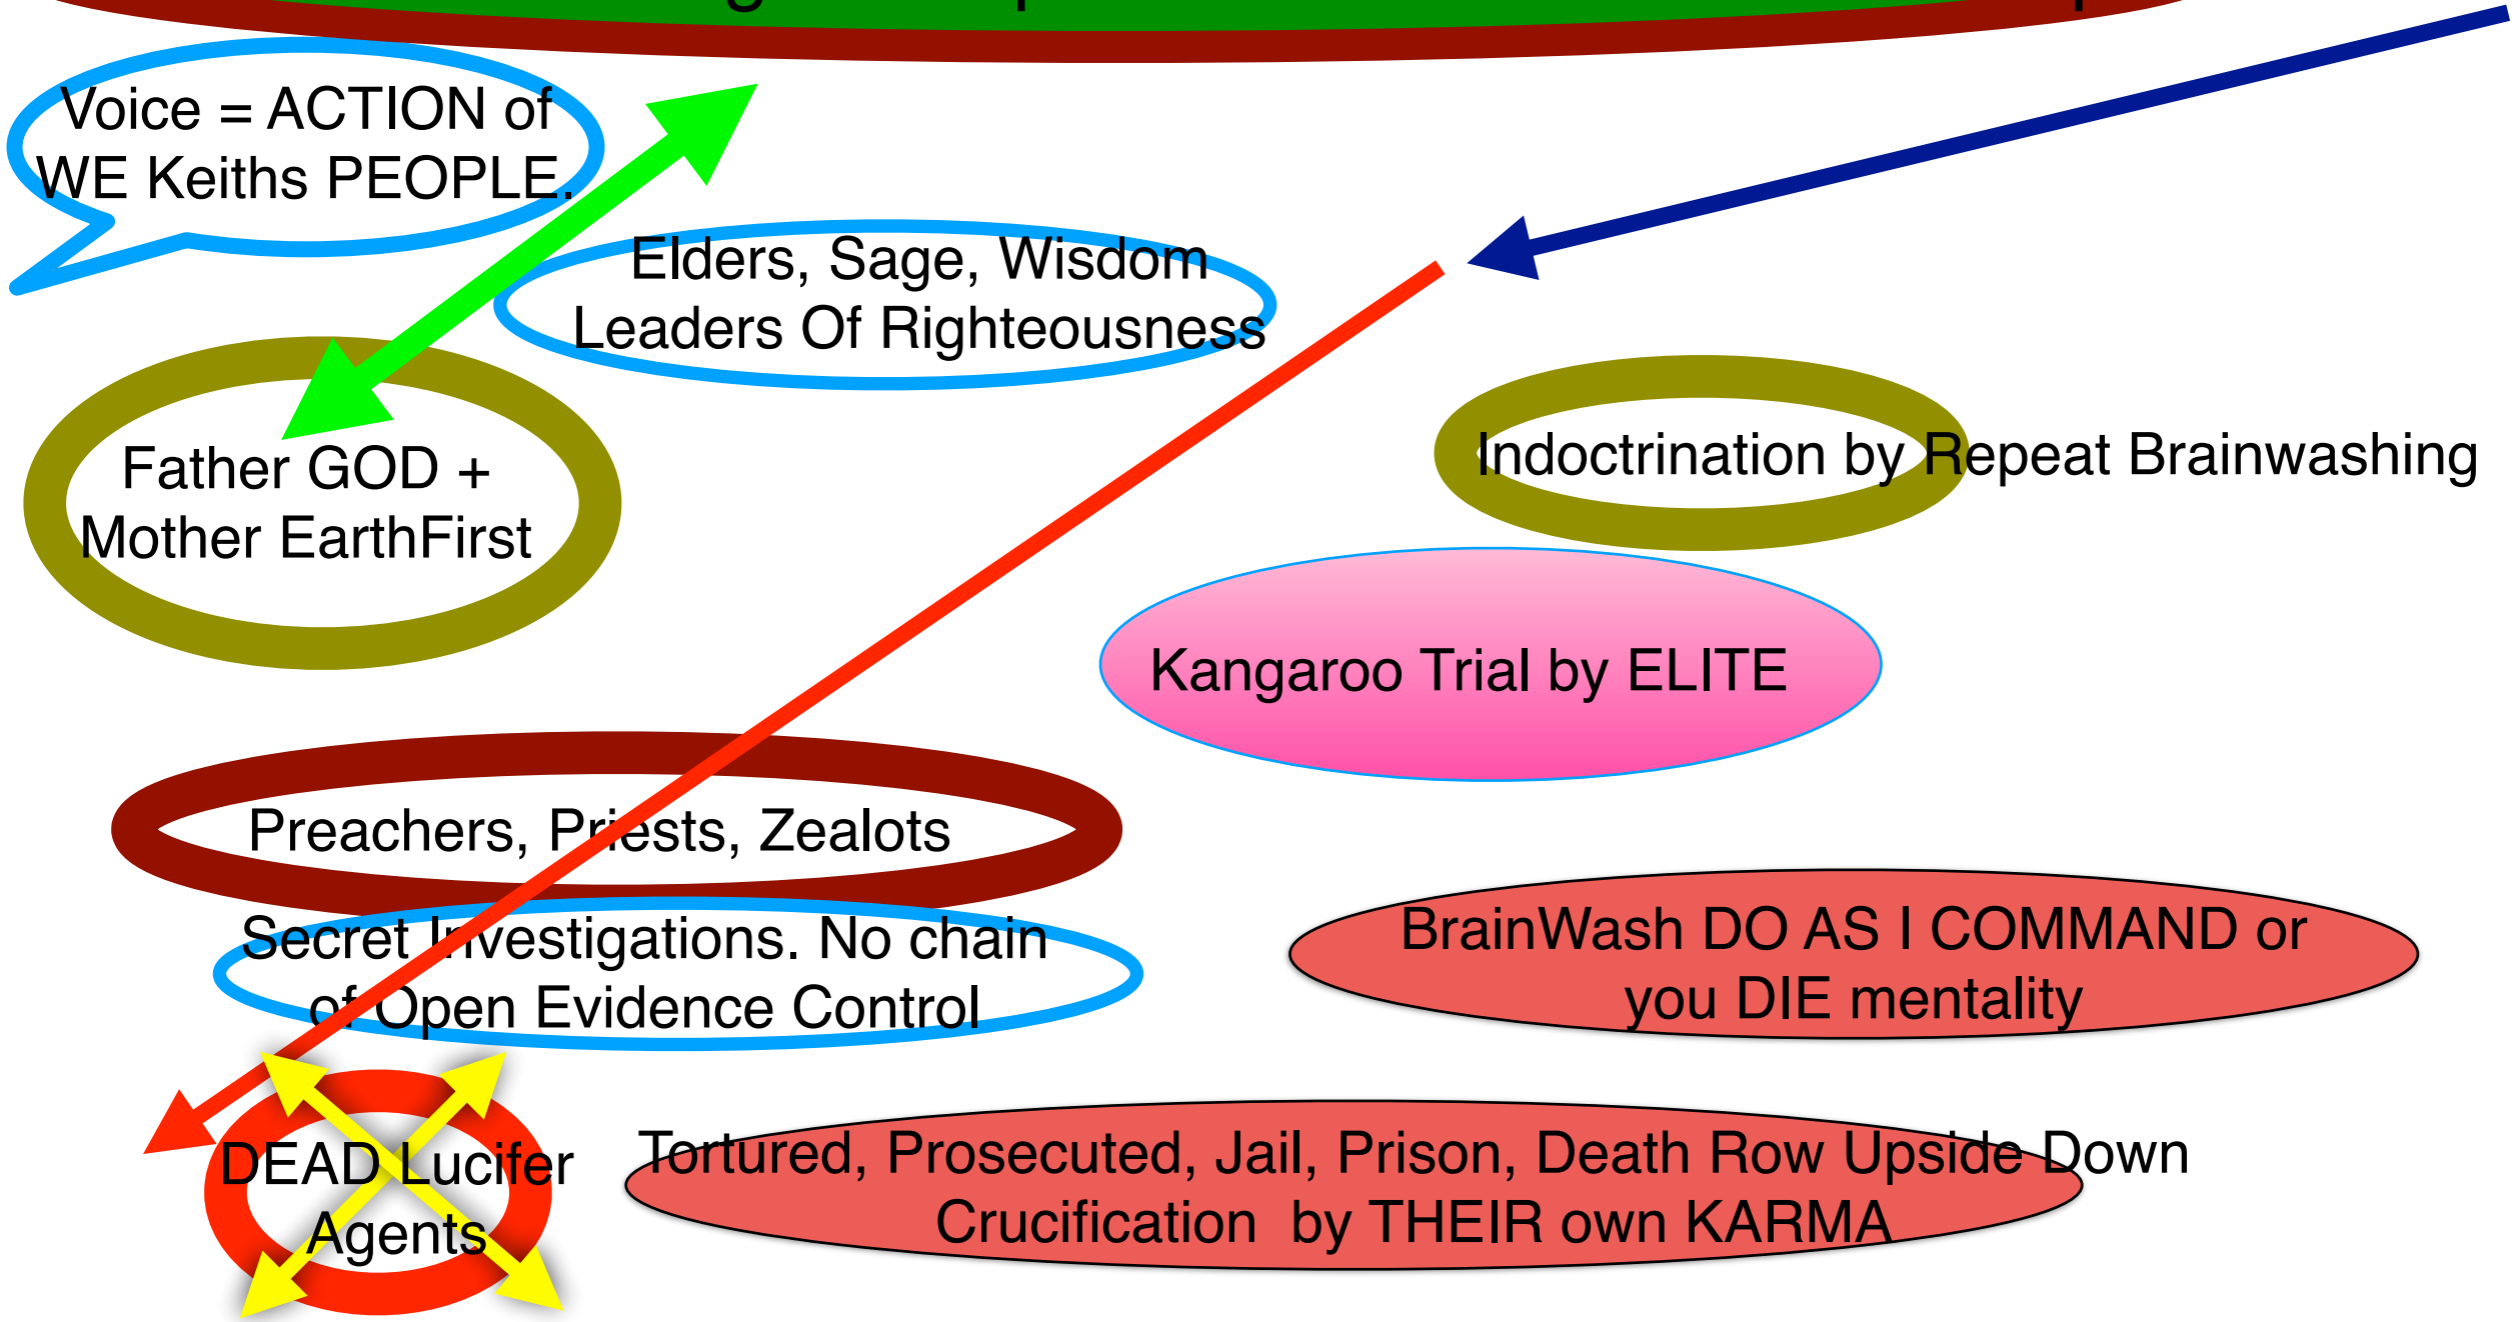 Voice = ACTION of
WE Keiths PEOPLE.
Elders, Sage, Wisdom
Leaders Of Righteousness
Father GOD +
Mother EarthFirst
Indoctrination by Repeat Brainwashing
Kangaroo Trial by ELITE
Preachers, Priests, Zealots
Secret Investigations. No chain
of Open Evidence Control
BrainWash DO AS I COMMAND or
you DIE mentality
DEAD Lucifer
Agents
Tortured, Prosecuted, Jail, Prison, Death Row Upside Down
Crucification  by THEIR own KARMA